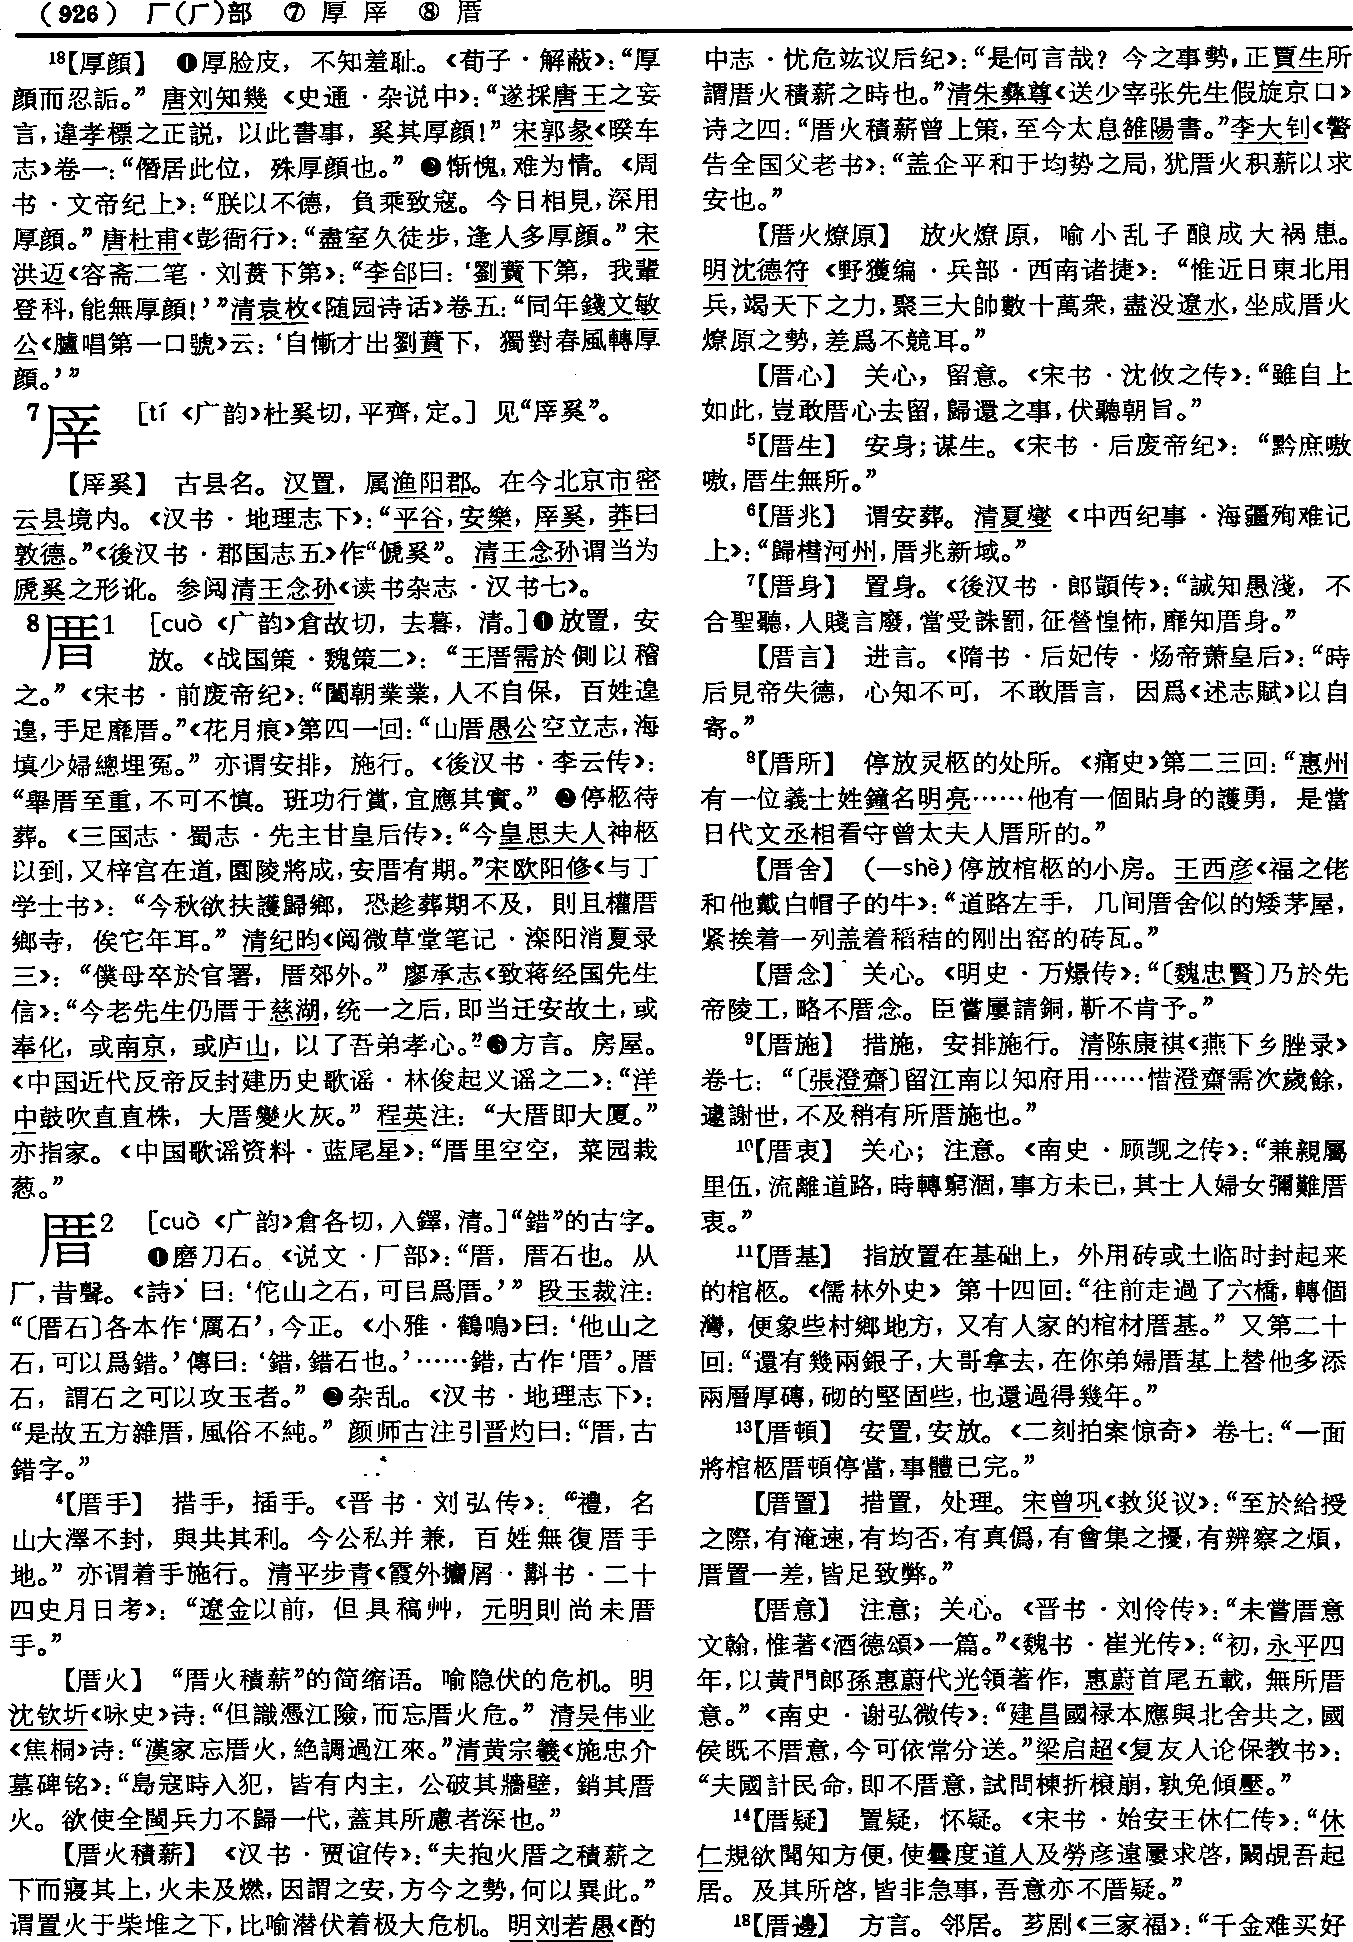 （926） 厂(⺁)部 ⑦ 厚 厗 ⑧ 厝
¹⁸【厚顔】 ❶厚脸皮，不知羞耻。《荀子·解蔽》：“厚
顔而忍詬。”唐刘知幾《史通·杂说中》：“遂採唐王之妄
言，違孝標之正説，以此書事，奚其厚顔！”宋郭彖《睽车
志》卷一：“僭居此位，殊厚顔也。”❷惭愧，难为情。《周
书·文帝纪上》：“朕以不德，負乘致寇。今日相見，深用
厚顔。”唐杜甫《彭衙行》：“盡室久徒步，逢人多厚顔。”宋
洪迈《容斋二笔·刘蕡下第》：“李郃曰：‘劉蕡下第，我輩
登科，能無厚顔！’”清袁枚《随园诗话》卷五：“同年錢文敏
公《臚唱第一口號》云：‘自慚才出劉蕡下，獨對春風轉厚
顔。’”
⁷厗 [tí 《广韵》杜奚切，平齊，定。] 见“厗奚”。
【厗奚】 古县名。汉置，属渔阳郡。在今北京市密
云县境内。《汉书·地理志下》：“平谷，安樂，厗奚，莽曰
敦德。”《後汉书·郡国志五》作“傂奚”。清王念孙谓当为
虒奚之形讹。参阅清王念孙《读书杂志·汉书七》。
⁸厝1 [cuò 《广韵》倉故切，去暮，清。]❶放置，安
放。《战国策·魏策二》：“王厝需於側以稽
之。”《宋书·前废帝纪》：“闔朝業業，人不自保，百姓遑
遑，手足靡厝。”《花月痕》第四一回：“山厝愚公空立志，海
填少婦總埋冤。”亦谓安排，施行。《後汉书·李云传》：
“舉厝至重，不可不慎。班功行賞，宜應其實。”❷停柩待
葬。《三国志·蜀志·先主甘皇后传》：“今皇思夫人神柩
以到，又梓宫在道，園陵將成，安厝有期。”宋欧阳修《与丁
学士书》：“今秋欲扶護歸鄉，恐趁葬期不及，則且權厝
鄉寺，俟它年耳。”清纪昀《阅微草堂笔记·滦阳消夏录
三》：“僕母卒於官署，厝郊外。”廖承志《致蒋经国先生
信》：“今老先生仍厝于慈湖，统一之后，即当迁安故土，或
奉化，或南京，或庐山，以了吾弟孝心。”❸方言。房屋。
《中国近代反帝反封建历史歌谣·林俊起义谣之二》：“洋
中鼓吹直直株，大厝變火灰。”程英注：“大厝即大厦。”
亦指家。《中国歌谣资料·蓝尾星》：“厝里空空，菜园栽
葱。”
厝2 [cuò 《广韵》倉各切，入鐸，清。]“錯”的古字。
❶磨刀石。《说文·厂部》：“厝，厝石也。从
厂，昔聲。《詩》曰：‘佗山之石，可㠯爲厝。’”段玉裁注：
“〔厝石〕各本作‘厲石’，今正。《小雅·鶴鳴》曰：‘他山之
石，可以爲錯。’傳曰：‘錯，錯石也。’……錯，古作‘厝’。厝
石，謂石之可以攻玉者。”❷杂乱。《汉书·地理志下》：
“是故五方雜厝，風俗不純。”颜师古注引晋灼曰：“厝，古
錯字。”
⁴【厝手】 措手，插手。《晋书·刘弘传》：“禮，名
山大澤不封，與共其利。今公私并兼，百姓無復厝手
地。”亦谓着手施行。清平步青《霞外攟屑·斠书·二十
四史月日考》：“遼金以前，但具稿艸，元明則尚未厝
手。”
【厝火】 “厝火積薪”的简缩语。喻隐伏的危机。明
沈钦圻《咏史》诗：“但識憑江險，而忘厝火危。”清吴伟业
《焦桐》诗：“漢家忘厝火，絶調過江來。”清黄宗羲《施忠介
墓碑铭》：“島寇時入犯，皆有内主，公破其牆壁，銷其厝
火。欲使全閩兵力不歸一代，蓋其所慮者深也。”
【厝火積薪】 《汉书·贾谊传》：“夫抱火厝之積薪之
下而寢其上，火未及燃，因謂之安，方今之勢，何以異此。”
谓置火于柴堆之下，比喻潜伏着极大危机。明刘若愚《酌
中志·忧危竑议后纪》：“是何言哉？今之事勢，正賈生所
謂厝火積薪之時也。”清朱彝尊《送少宰张先生假旋京口》
诗之四：“厝火積薪曾上策，至今太息雒陽書。”李大钊《警
告全国父老书》：“盖企平和于均势之局，犹厝火积薪以求
安也。”
【厝火燎原】 放火燎原，喻小乱子酿成大祸患。
明沈德符《野獲编·兵部·西南诸捷》：“惟近日東北用
兵，竭天下之力，聚三大帥數十萬衆，盡没遼水，坐成厝火
燎原之勢，差爲不競耳。”
【厝心】 关心，留意。《宋书·沈攸之传》：“雖自上
如此，豈敢厝心去留，歸還之事，伏聽朝旨。”
⁵【厝生】 安身；谋生。《宋书·后废帝纪》：“黔庶嗷
嗷，厝生無所。”
⁶【厝兆】 谓安葬。清夏燮《中西纪事·海疆殉难记
上》：“歸櫘河州，厝兆新域。”
⁷【厝身】 置身。《後汉书·郎顗传》：“誠知愚淺，不
合聖聽，人賤言廢，當受誅罰，征營惶怖，靡知厝身。”
【厝言】 进言。《隋书·后妃传·炀帝萧皇后》：“時
后見帝失德，心知不可，不敢厝言，因爲《述志賦》以自
寄。”
⁸【厝所】 停放灵柩的处所。《痛史》第二三回：“惠州
有一位義士姓鐘名明亮……他有一個貼身的護勇，是當
日代文丞相看守曾太夫人厝所的。”
【厝舍】 （—shè）停放棺柩的小房。王西彦《福之佬
和他戴白帽子的牛》：“道路左手，几间厝舍似的矮茅屋，
紧挨着一列盖着稻秸的刚出窑的砖瓦。”
【厝念】 关心。《明史·万燝传》：“〔魏忠賢〕乃於先
帝陵工，略不厝念。臣嘗屢請銅，靳不肯予。”
⁹【厝施】 措施，安排施行。清陈康祺《燕下乡脞录》
卷七：“〔張澄齋〕留江南以知府用……惜澄齋需次歲餘，
遽謝世，不及稍有所厝施也。”
¹⁰【厝衷】 关心；注意。《南史·顾觊之传》：“兼親屬
里伍，流離道路，時轉窮涸，事方未已，其士人婦女彌難厝
衷。”
¹¹【厝基】 指放置在基础上，外用砖或土临时封起来
的棺柩。《儒林外史》第十四回：“往前走過了六橋，轉個
灣，便象些村鄉地方，又有人家的棺材厝基。”又第二十
回：“還有幾兩銀子，大哥拿去，在你弟婦厝基上替他多添
兩層厚磚，砌的堅固些，也還過得幾年。”
¹³【厝頓】 安置，安放。《二刻拍案惊奇》卷七：“一面
將棺柩厝頓停當，事體已完。”
【厝置】 措置，处理。宋曾巩《救災议》：“至於給授
之際，有淹速，有均否，有真僞，有會集之擾，有辨察之煩，
厝置一差，皆足致弊。”
【厝意】 注意；关心。《晋书·刘伶传》：“未嘗厝意
文翰，惟著《酒德頌》一篇。”《魏书·崔光传》：“初，永平四
年，以黄門郎孫惠蔚代光領著作，惠蔚首尾五載，無所厝
意。”《南史·谢弘微传》：“建昌國禄本應與北舍共之，國
侯既不厝意，今可依常分送。”梁启超《复友人论保教书》：
“夫國計民命，即不厝意，試問棟折榱崩，孰免傾壓。”
¹⁴【厝疑】 置疑，怀疑。《宋书·始安王休仁传》：“休
仁規欲聞知方便，使曇度道人及勞彦遠屢求啓，闞覘吾起
居。及其所啓，皆非急事，吾意亦不厝疑。”
¹⁸【厝邊】 方言。邻居。芗剧《三家福》：“千金难买好